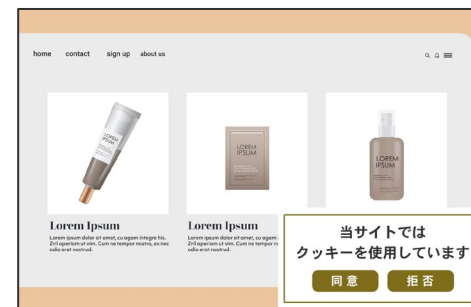 home contact sign up about us
LOREM
IPSUM
LOREM
IPSUM
LOREM
IPSUM
Lorem Ipsum
Lorem ipsum dolor sit amet, cu agam integre his.
Zril aperiam ut vim. Cum ne tempor nostro, ex nec
odio erat nostrud.
Lorem Ipsum
Lorem ipsum dolor sit amet, cu agam
Zril aperiam ut vim. Cum ne tempor
odio erat nostrud.
当サイトでは
クッキーを使用しています
同意 拒否